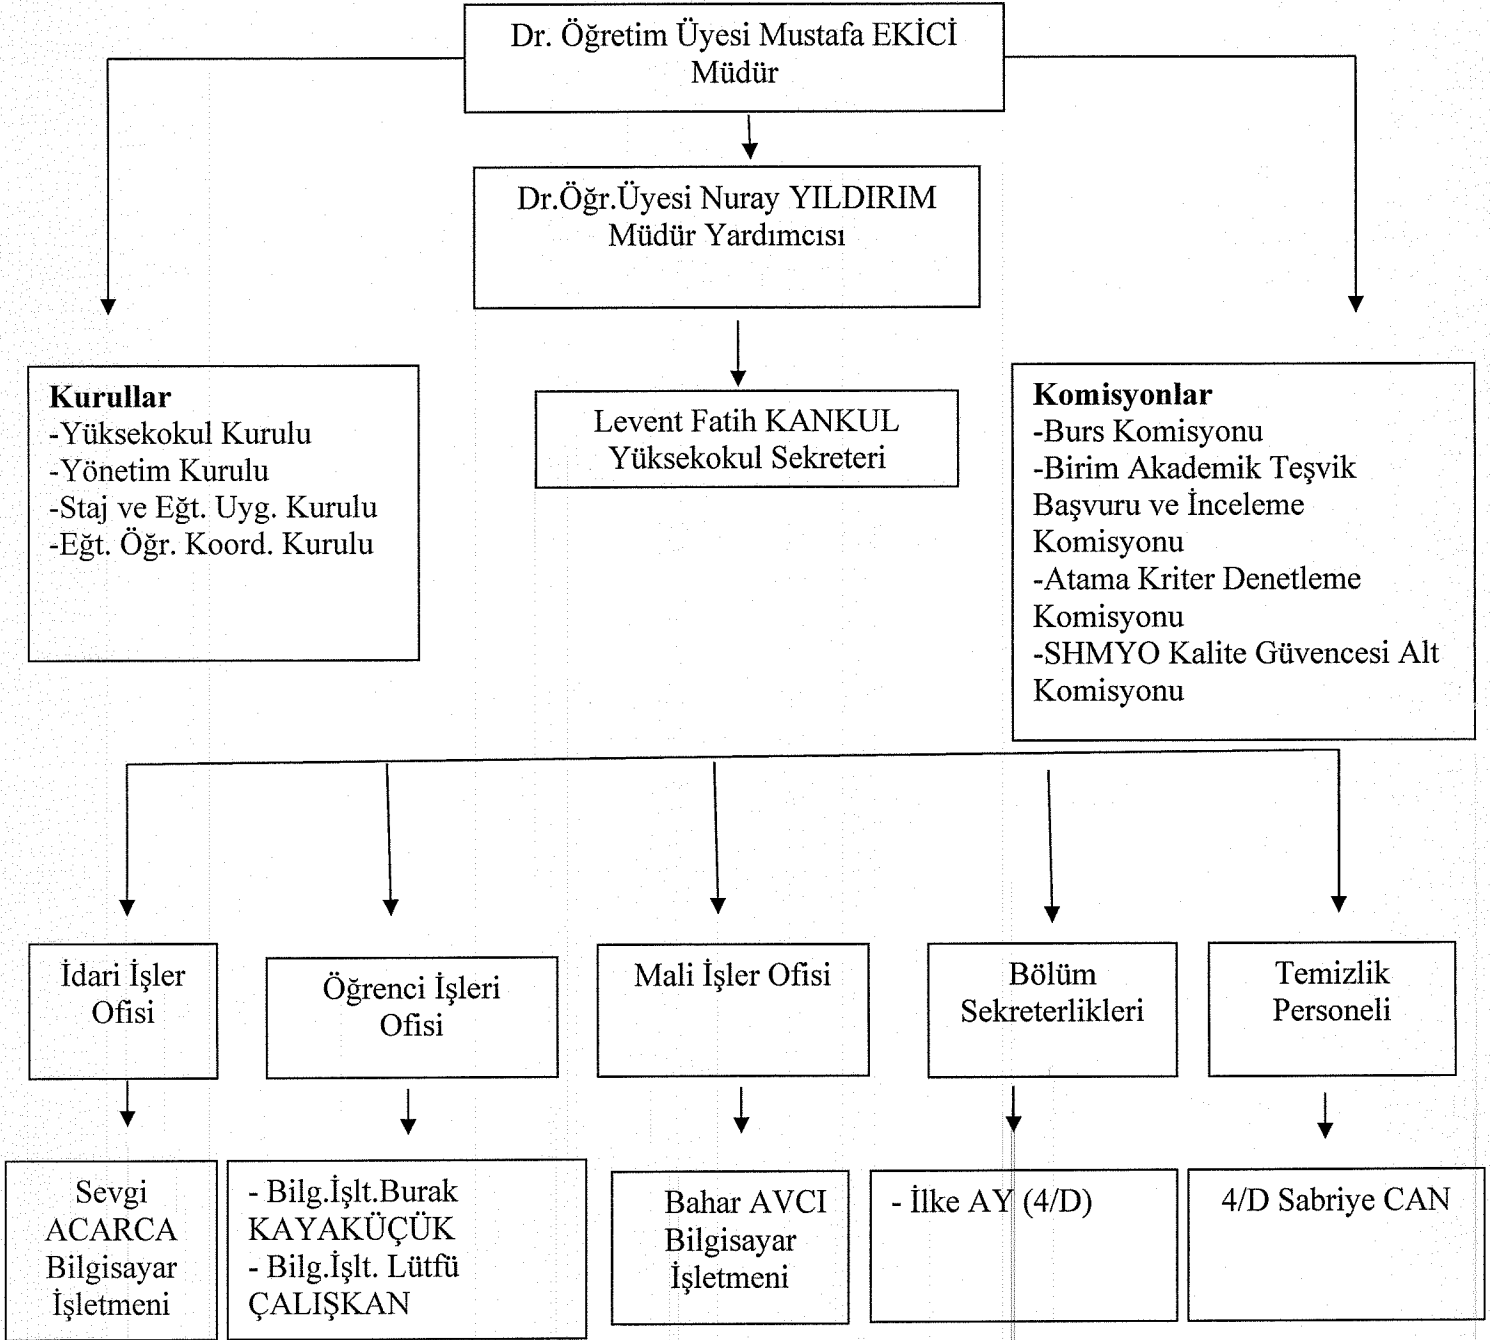 Dr. Öğretim Üyesi Mustafa EKİCİ
Müdür
Dr.Öğr.Üyesi Nuray YILDIRIM
Müdür Yardımcısı
Kurullar
-Yüksekokul Kurulu
-Yönetim Kurulu
-Staj ve Eğt. Uyg. Kurulu
-Eğt. Öğr. Koord. Kurulu
Levent Fatih KANKUL
Yüksekokul Sekreteri
Komisyonlar
-Burs Komisyonu
-Birim Akademik Teşvik
Başvuru ve İnceleme
Komisyonu
-Atama Kriter Denetleme
Komisyonu
-SHMYO Kalite Güvencesi Alt
Komisyonu
İdari İşler
Ofisi
Öğrenci İşleri
Ofisi
Mali İşler Ofisi
Bölüm
Sekreterlikleri
Temizlik
Personeli
Sevgi
ACARCA
Bilgisayar
İşletmeni
- Bilg.İşlt.Burak
KAYAKÜÇÜK
- Bilg.İşlt. Lütfü
ÇALIŞKAN
Bahar AVCI
Bilgisayar
İşletmeni
- İlke AY (4/D)
4/D Sabriye CAN